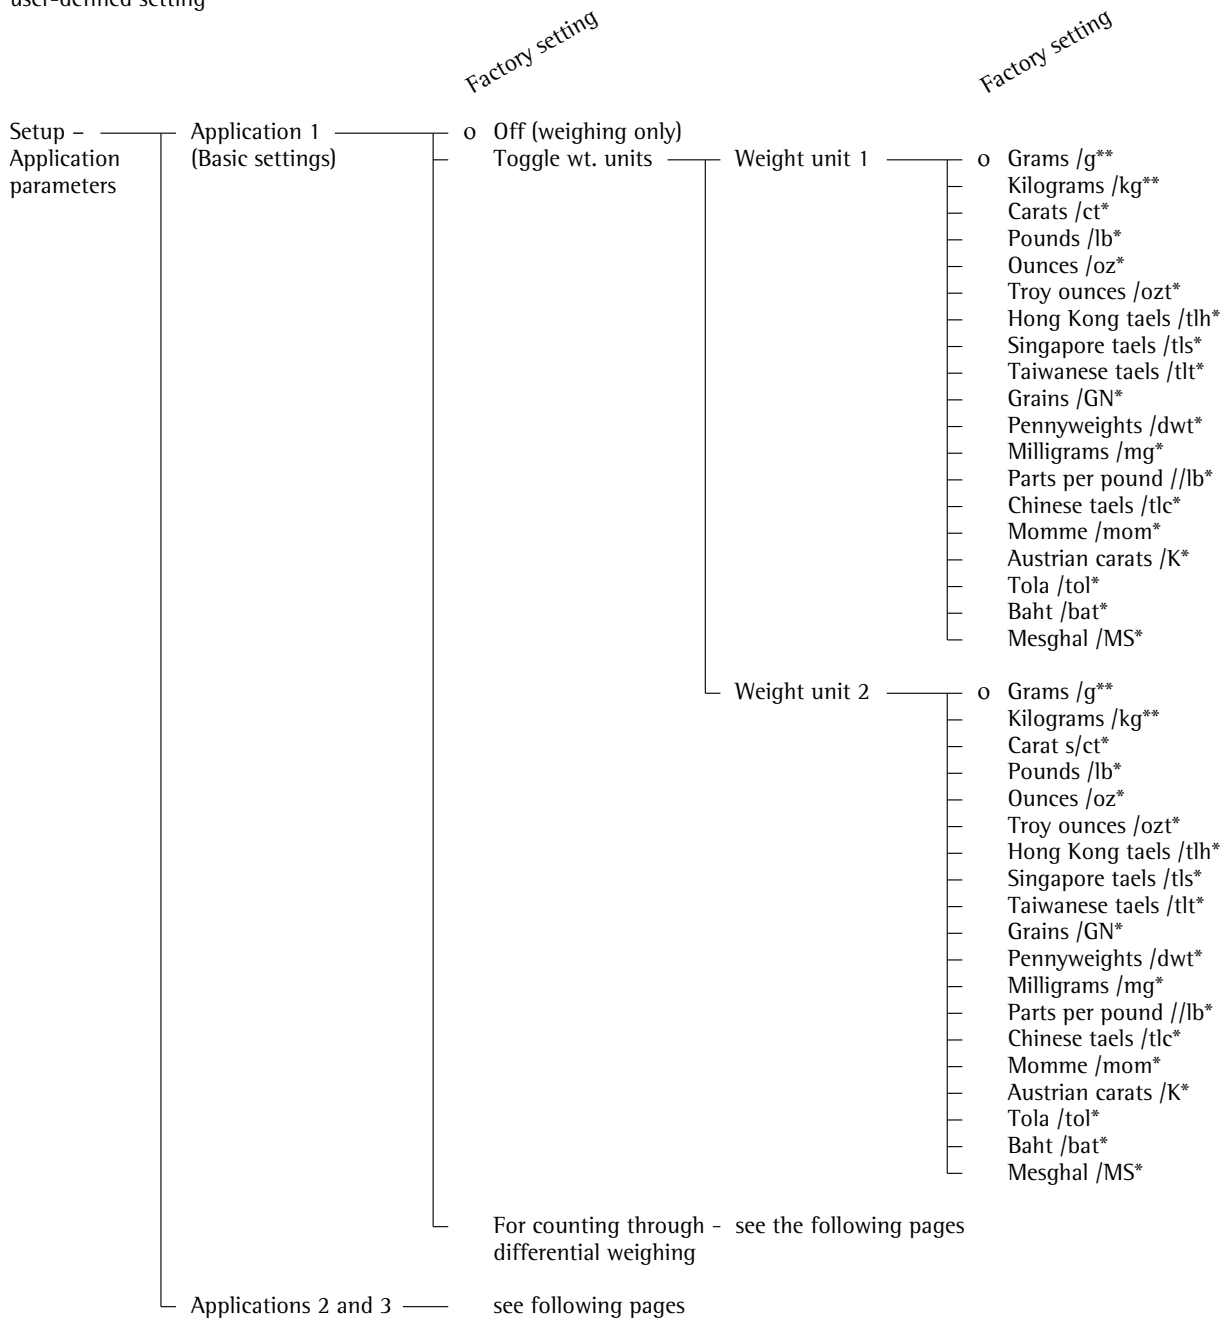 user-defined setting
Factory setting
Factory setting
Setup –
Application
parameters
Application 1
(Basic settings)
o Off (weighing only)
Toggle wt. units
Weight unit 1
o Grams /g**
Kilograms /kg**
Carats /ct*
Pounds /lb*
Ounces /oz*
Troy ounces /ozt*
Hong Kong taels /tlh*
Singapore taels /tls*
Taiwanese taels /tlt*
Grains /GN*
Pennyweights /dwt*
Milligrams /mg*
Parts per pound //lb*
Chinese taels /tlc*
Momme /mom*
Austrian carats /K*
Tola /tol*
Baht /bat*
Mesghal /MS*
Weight unit 2
o Grams /g**
Kilograms /kg**
Carat s/ct*
Pounds /lb*
Ounces /oz*
Troy ounces /ozt*
Hong Kong taels /tlh*
Singapore taels /tls*
Taiwanese taels /tlt*
Grains /GN*
Pennyweights /dwt*
Milligrams /mg*
Parts per pound //lb*
Chinese taels /tlc*
Momme /mom*
Austrian carats /K*
Tola /tol*
Baht /bat*
Mesghal /MS*
For counting through - see the following pages
differential weighing
Applications 2 and 3
see following pages